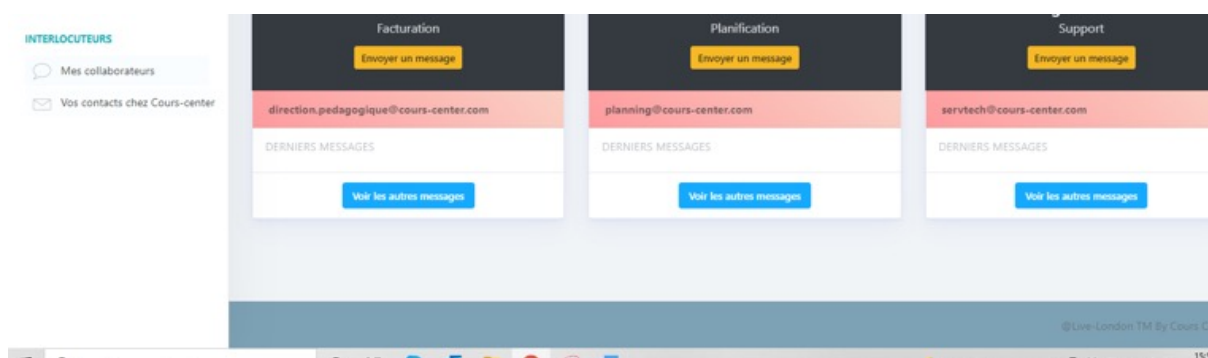 INTERLOCUTEURS
Mes collaborateurs
Vos contacts chez Cours-center
Facturation
Envoyer un message
direction.pedagogique@cours-center.com
DERNIERS MESSAGES
Voir les autres messages
Planification
Envoyer un message
planning@cours-center.com
DERNIERS MESSAGES
Voir les autres messages
Support
Envoyer un message
servtech@cours-center.com
DERNIERS MESSAGES
Voir les autres messages
@Live-London TM By Cours